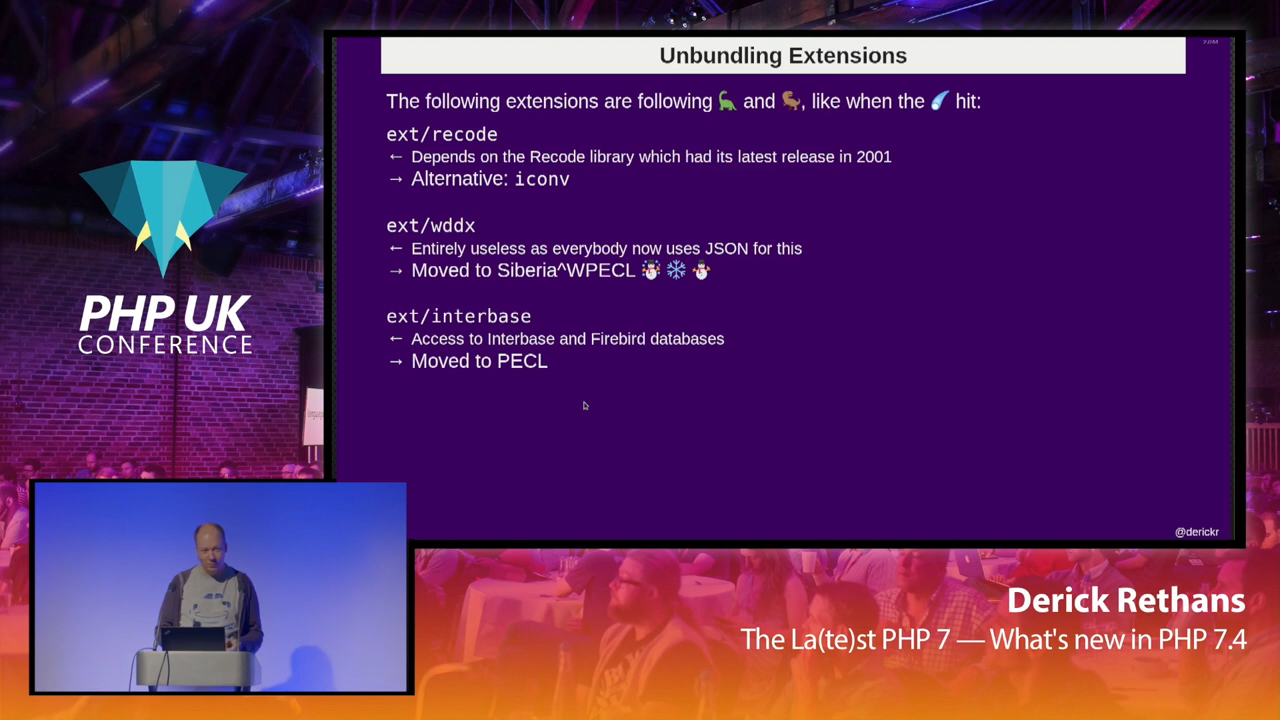 Unbundling Extensions
The following extensions are following 🦕 and 🦖, like when the ☄️ hit:
ext/recode
← Depends on the Recode library which had its latest release in 2001
→ Alternative: iconv
ext/wddx
← Entirely useless as everybody now uses JSON for this
→ Moved to Siberia^WPECL ☃️ ❄️ ⛄
ext/interbase
← Access to Interbase and Firebird databases
→ Moved to PECL
@derickr
PHP UK
CONFERENCE
Derick Rethans
The La(te)st PHP 7 — What's new in PHP 7.4